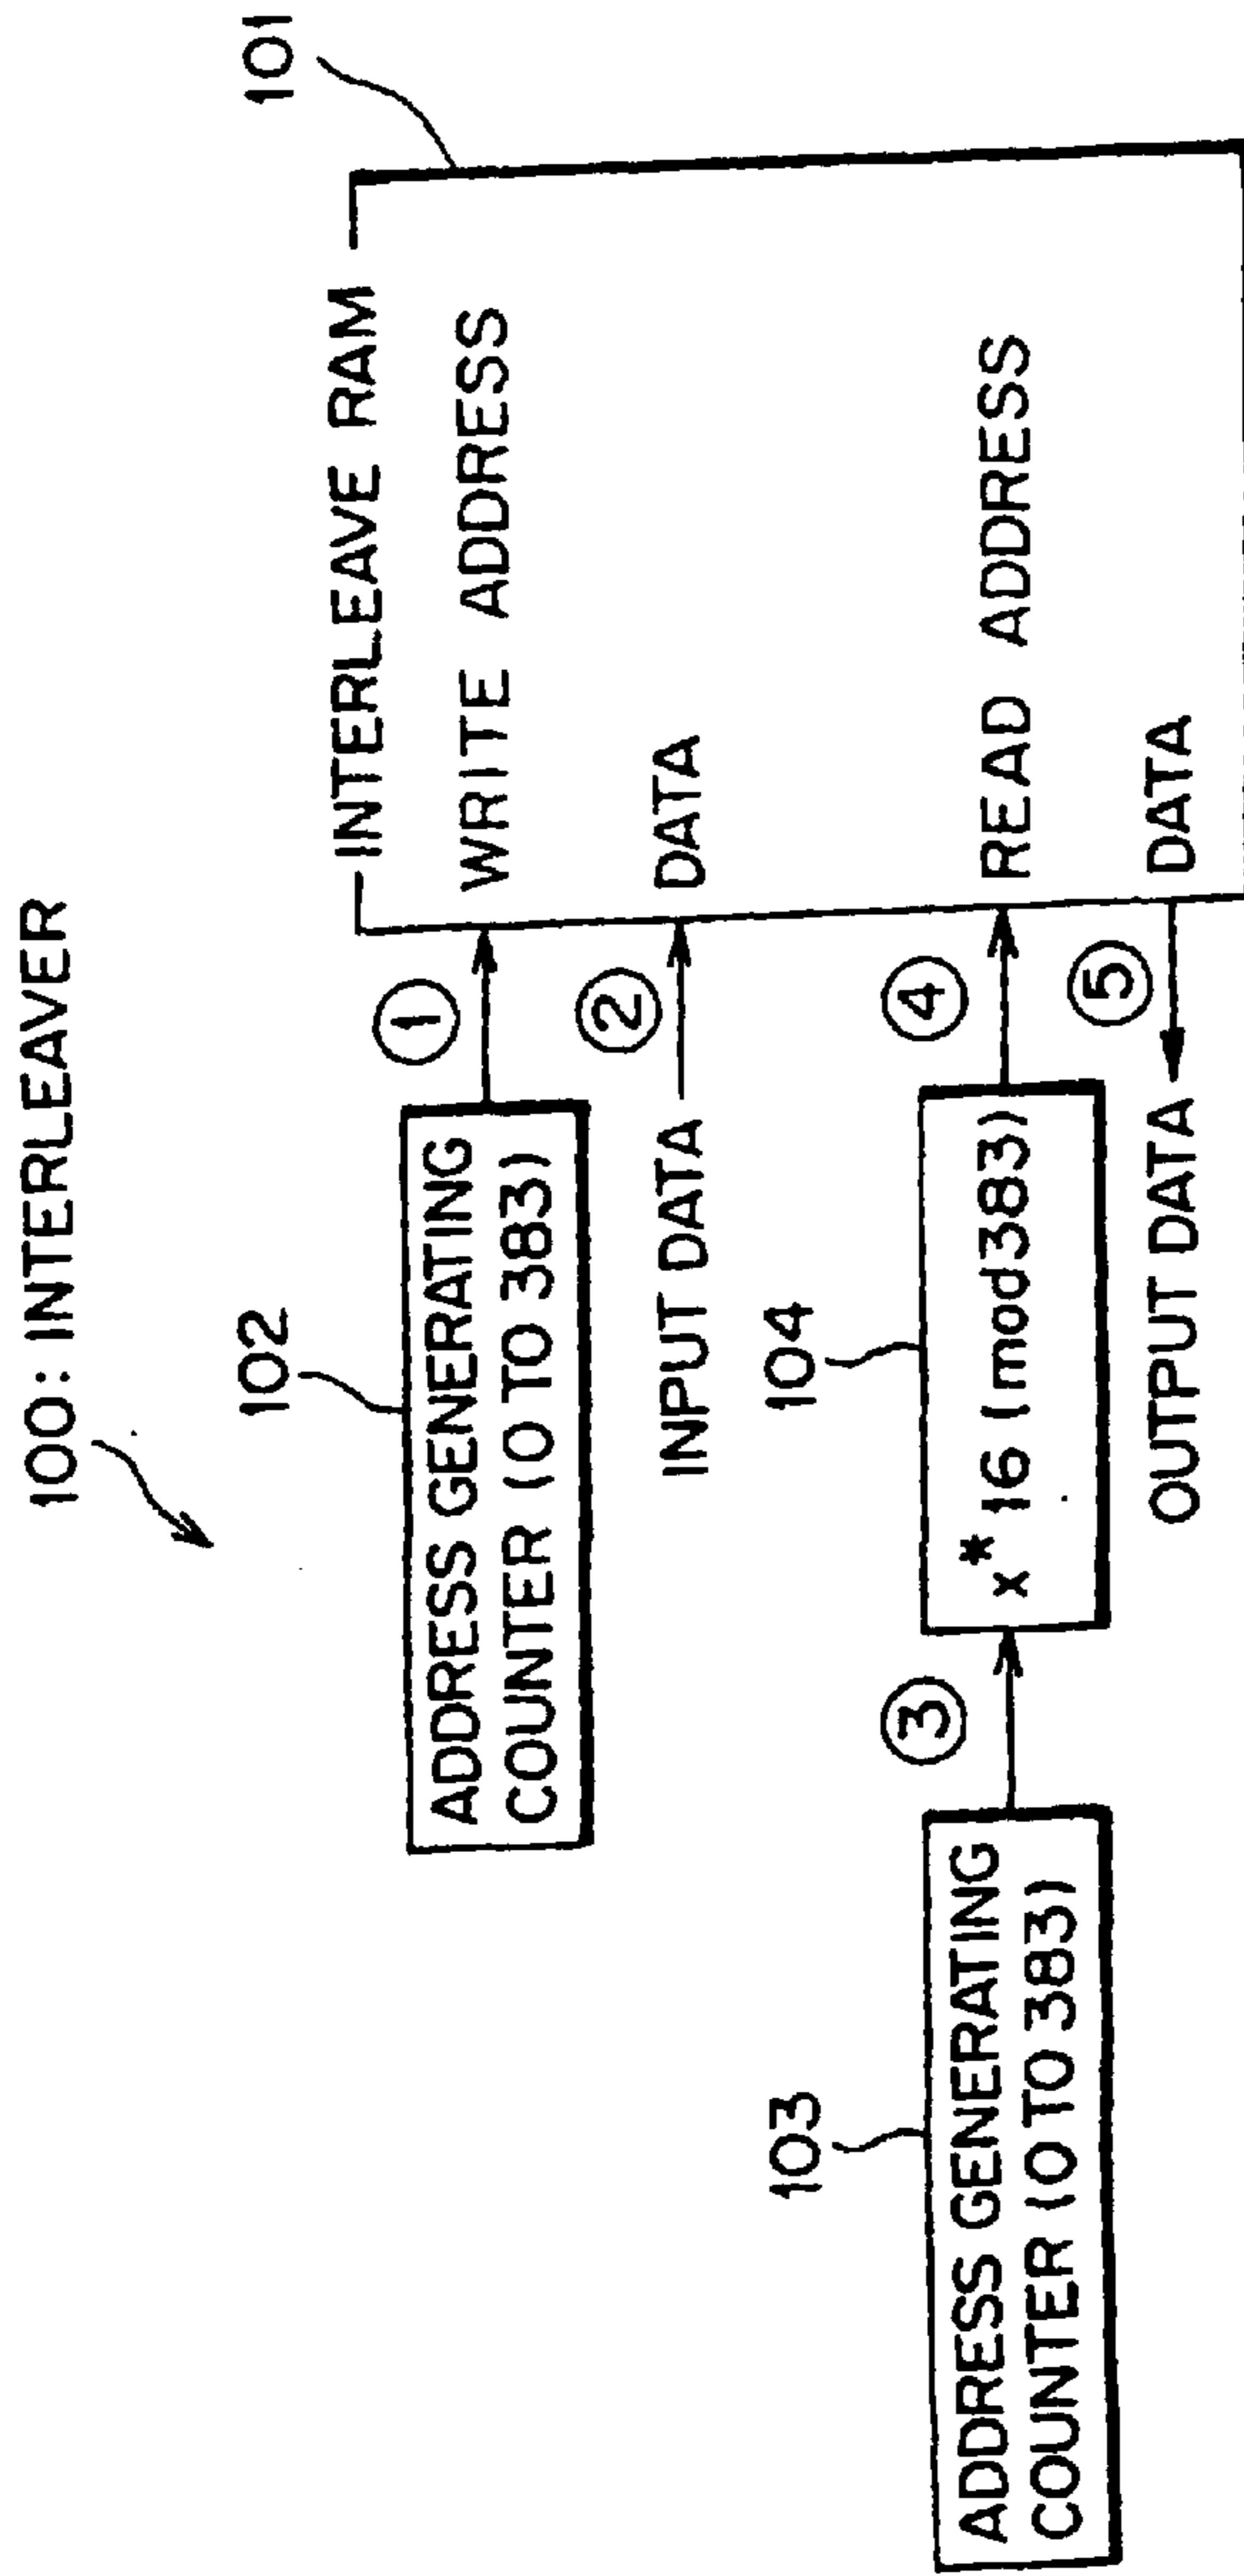 100: INTERLEAVER
101
INTERLEAVE RAM
102
ADDRESS GENERATING
COUNTER (0 TO 383)
①
WRITE ADDRESS
INPUT DATA
②
DATA
103
ADDRESS GENERATING
COUNTER (0 TO 383)
③
104
x*16 (mod383)
④
READ ADDRESS
OUTPUT DATA
⑤
DATA